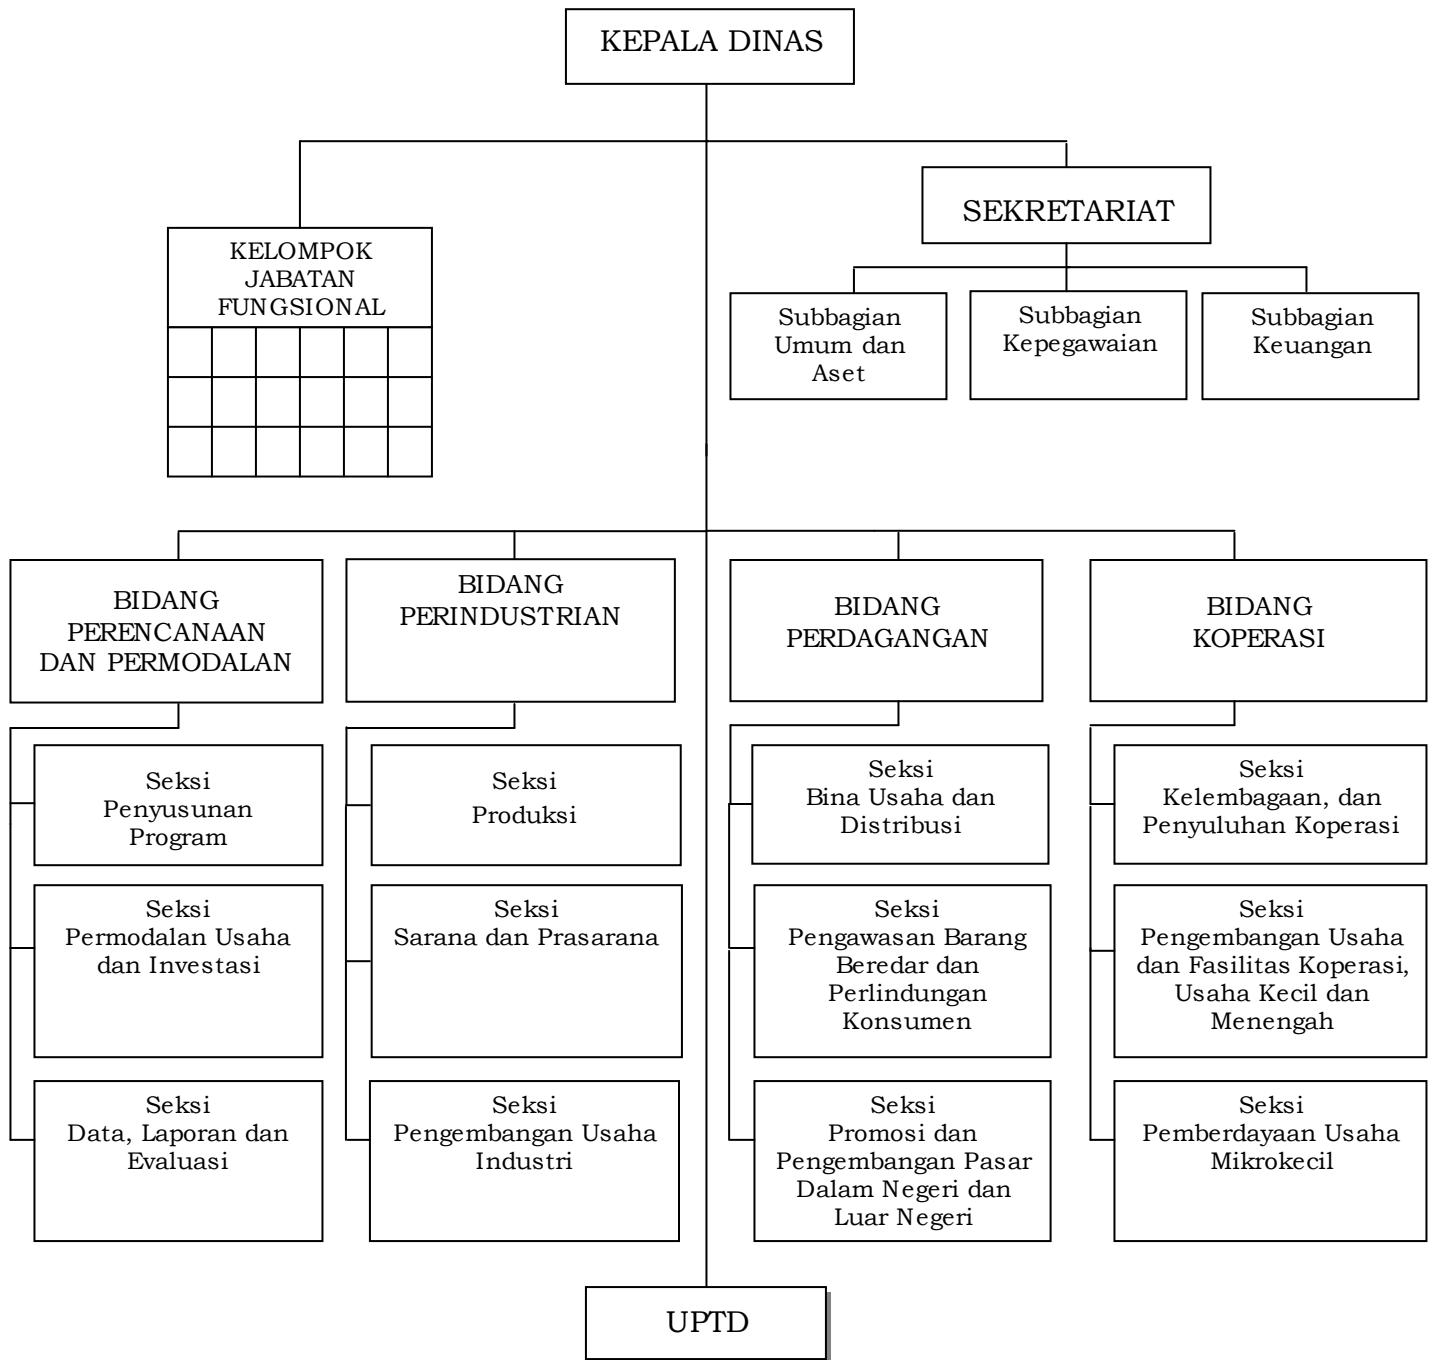 KEPALA DINAS
SEKRETARIAT
KELOMPOK
JABATAN
FUNGSIONAL
Subbagian
Umum dan
Aset
Subbagian
Kepegawaian
Subbagian
Keuangan
BIDANG
PERENCANAAN
DAN PERMODALAN
BIDANG
PERINDUSTRIAN
BIDANG
PERDAGANGAN
BIDANG
KOPERASI
Seksi
Penyusunan
Program
Seksi
Produksi
Seksi
Bina Usaha dan
Distribusi
Seksi
Kelembagaan, dan
Penyuluhan Koperasi
Seksi
Permodalan Usaha
dan Investasi
Seksi
Sarana dan Prasarana
Seksi
Pengawasan Barang
Beredar dan
Perlindungan
Konsumen
Seksi
Pengembangan Usaha
dan Fasilitas Koperasi,
Usaha Kecil dan
Menengah
Seksi
Data, Laporan dan
Evaluasi
Seksi
Pengembangan Usaha
Industri
Seksi
Promosi dan
Pengembangan Pasar
Dalam Negeri dan
Luar Negeri
Seksi
Pemberdayaan Usaha
Mikrokecil
UPTD